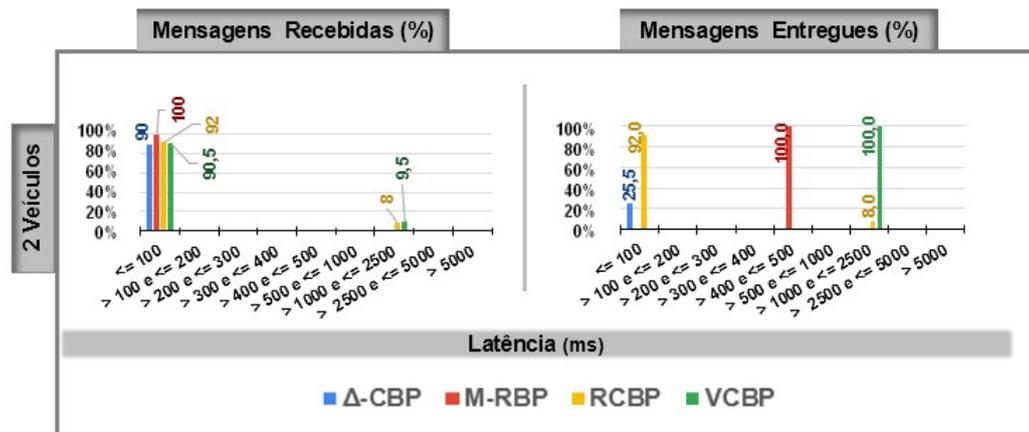 Mensagens Recebidas (%)
Mensagens Entregues (%)
2 Veículos
100%
80%
60%
40%
20%
0%
90
100
92
90,5
8
9,5
<= 100
> 100 e <= 200
> 200 e <= 300
> 300 e <= 400
> 400 e <= 500
> 500 e <= 1000
> 1000 e <= 2500
> 2500 e <= 5000
> 5000
100%
80%
60%
40%
20%
0%
25,5
92,0
100,0
8,0
100,0
<= 100
> 100 e <= 200
> 200 e <= 300
> 300 e <= 400
> 400 e <= 500
> 500 e <= 1000
> 1000 e <= 2500
> 2500 e <= 5000
> 5000
Latência (ms)
Δ-CBP M-RBP RCBP VCBP